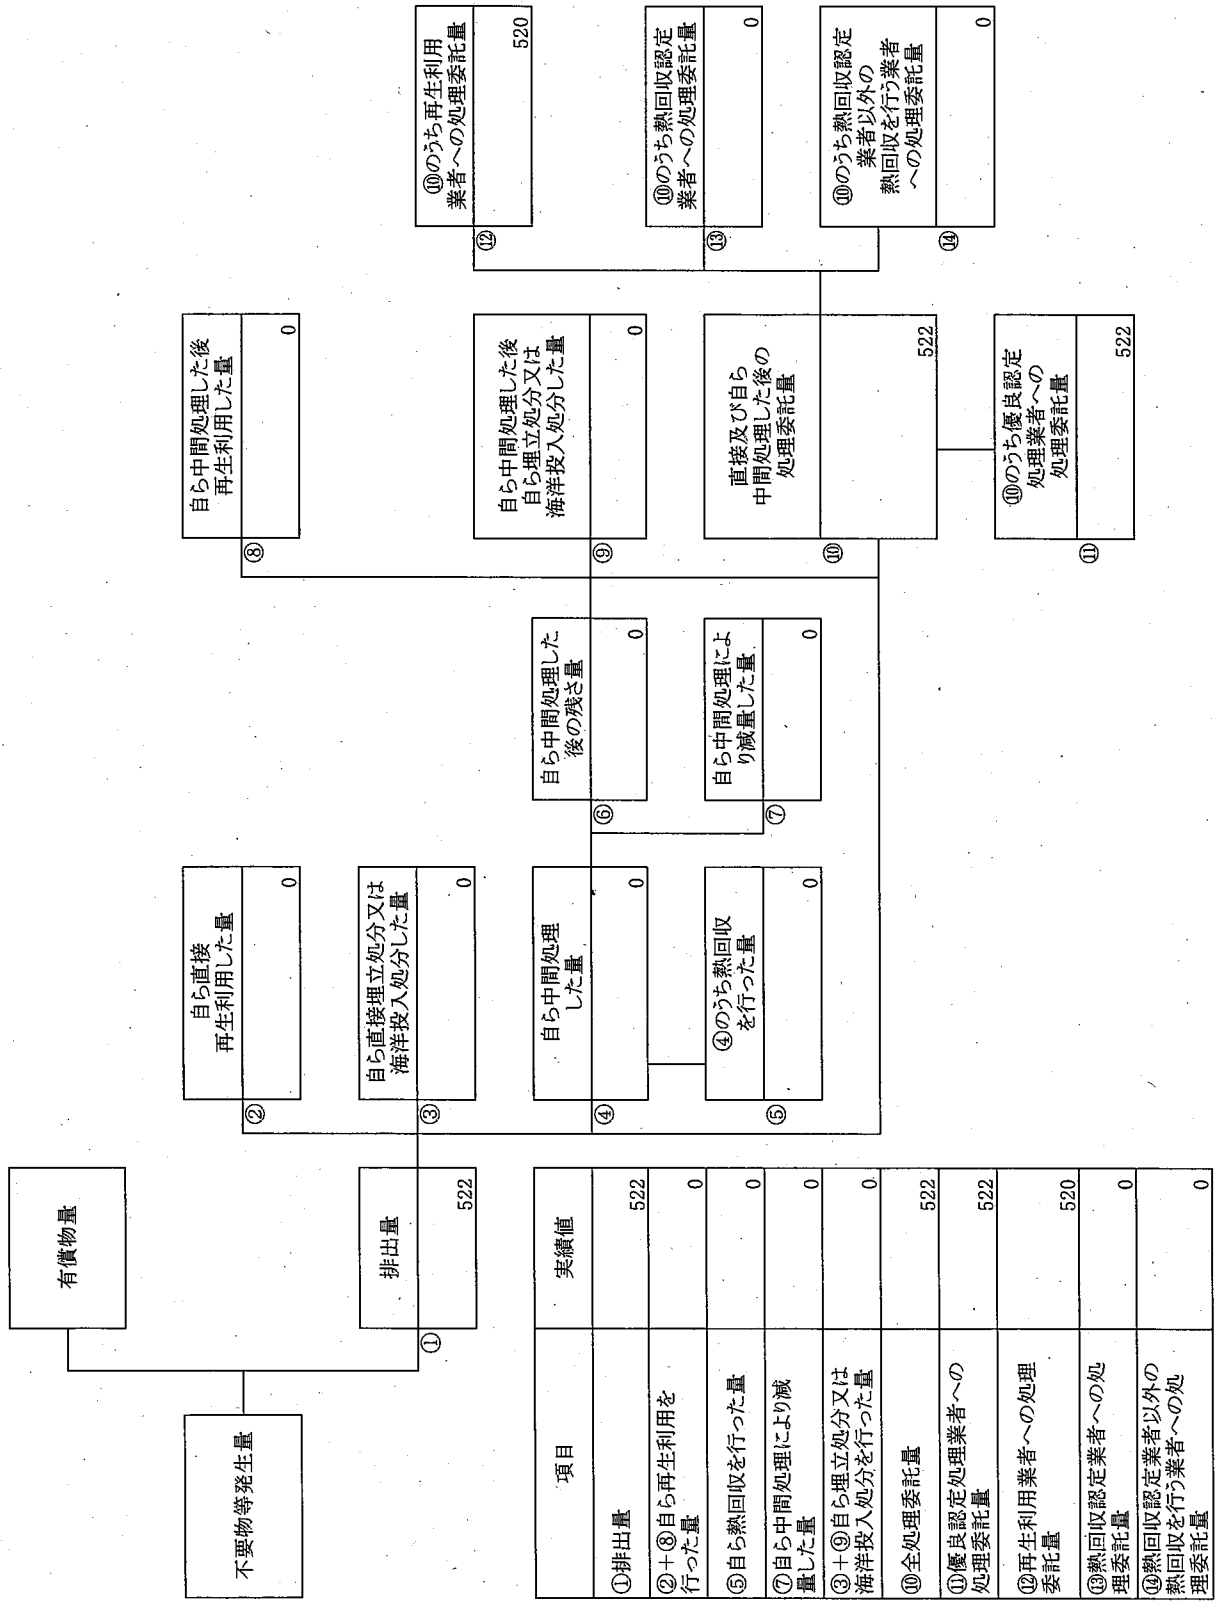 不要物等発生量
有償物量
排出量
①
522
自ら直接
再生利用した量
②
0
自ら直接埋立処分又は
海洋投入処分した量
③
0
自ら中間処理
した量
④
0
④のうち熱回収
を行った量
⑤
0
自ら中間処理した
後の残さ量
⑥
0
自ら中間処理によ
り減量した量
⑦
0
自ら中間処理した後
再生利用した量
⑧
0
自ら中間処理した後
自ら埋立処分又は
海洋投入処分した量
⑨
0
直接及び自ら
中間処理した後の
処理委託量
⑩
522
⑩のうち優良認定
処理業者への
処理委託量
⑪
522
⑩のうち再生利用
業者への処理委託量
⑫
520
⑩のうち熱回収認定
業者への処理委託量
⑬
0
⑩のうち熱回収認定
業者以外の
熱回収を行う業者
への処理委託量
⑭
0
項目 実績値
①排出量 522
②+⑧自ら再生利用を
行った量 0
⑤自ら熱回収を行った量 0
⑦自ら中間処理により減
量した量 0
③+⑨自ら埋立処分又は
海洋投入処分を行った量 0
⑩全処理委託量 522
⑪優良認定処理業者への
処理委託量 522
⑫再生利用業者への処理
委託量 520
⑬熱回収認定業者への処
理委託量 0
⑭熱回収認定業者以外の
熱回収を行う業者への処
理委託量 0